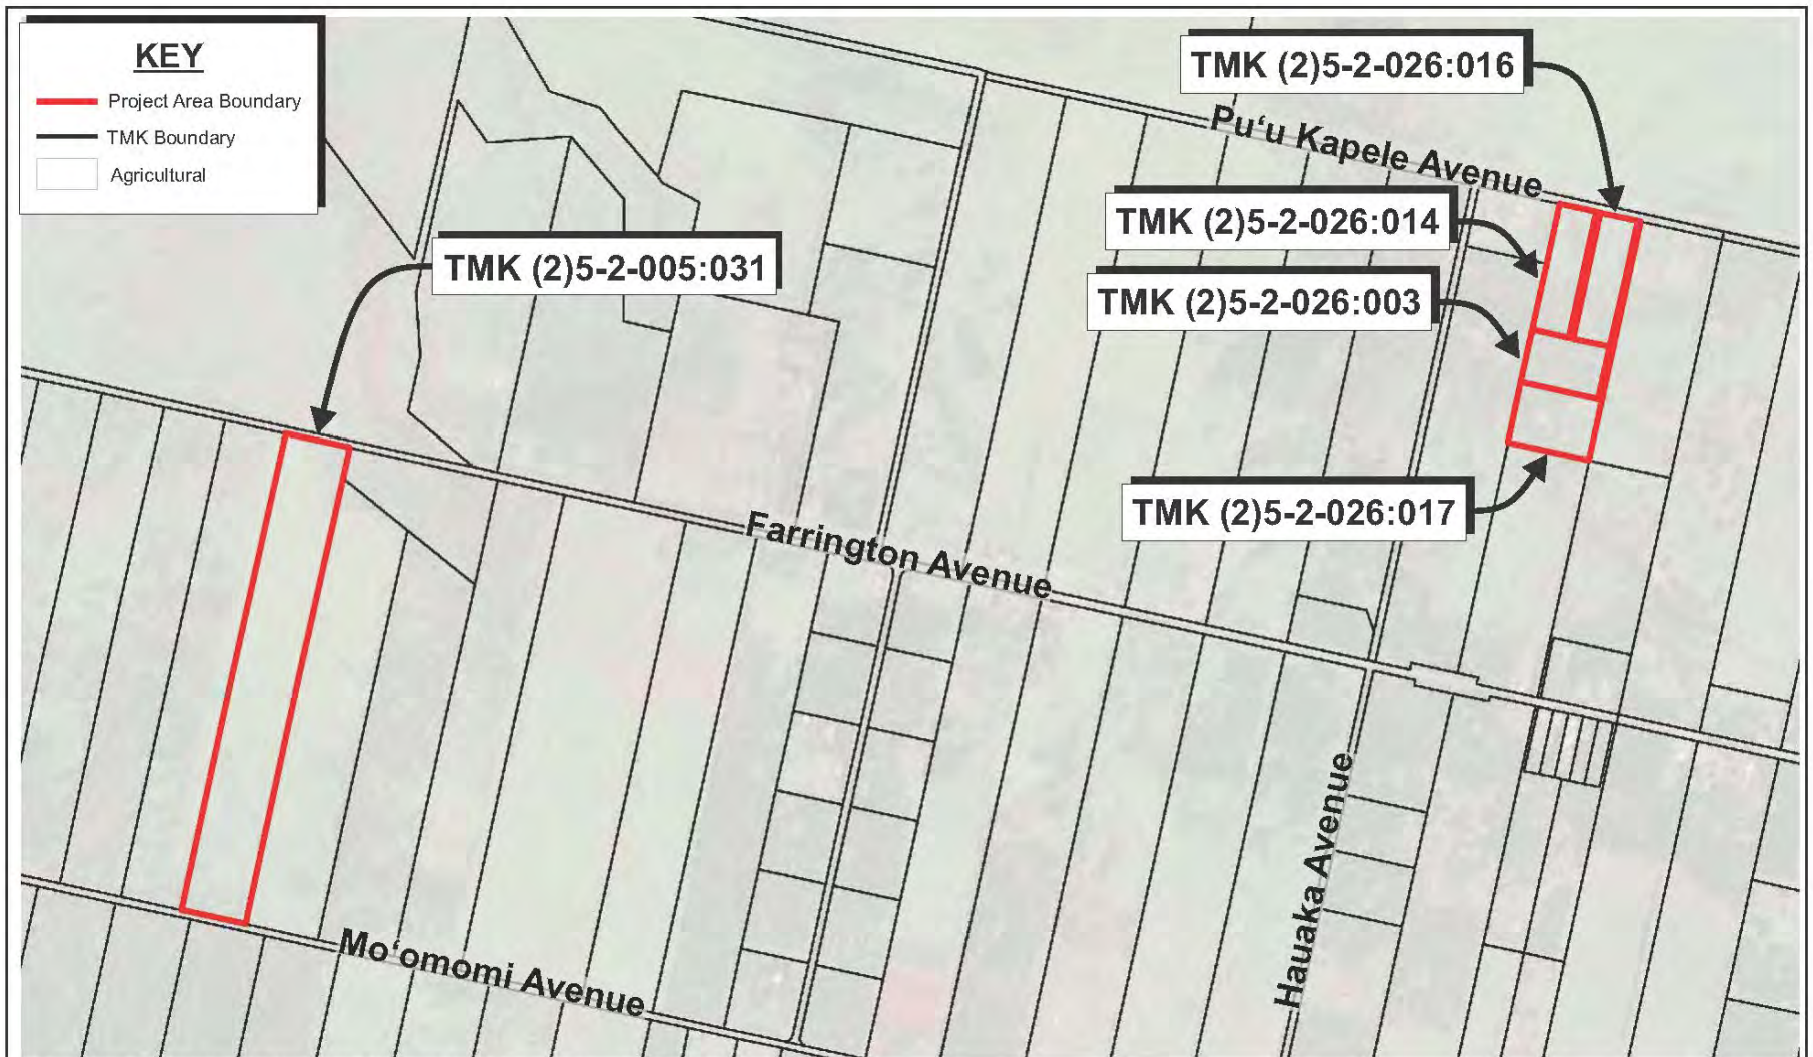 KEY
Project Area Boundary
TMK Boundary
Agricultural
TMK (2)5-2-026:016
Pu‘u Kapele Avenue
TMK (2)5-2-026:014
TMK (2)5-2-005:031
TMK (2)5-2-026:003
TMK (2)5-2-026:017
Farrington Avenue
Hauaka Avenue
Mo‘omomi Avenue